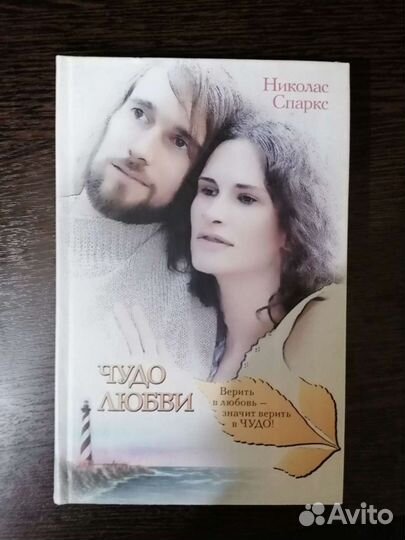 Николас
Спаркс
ЧУДО
ЛЮБВИ
Верить
в любовь –
значит верить
в ЧУДО!
Avito